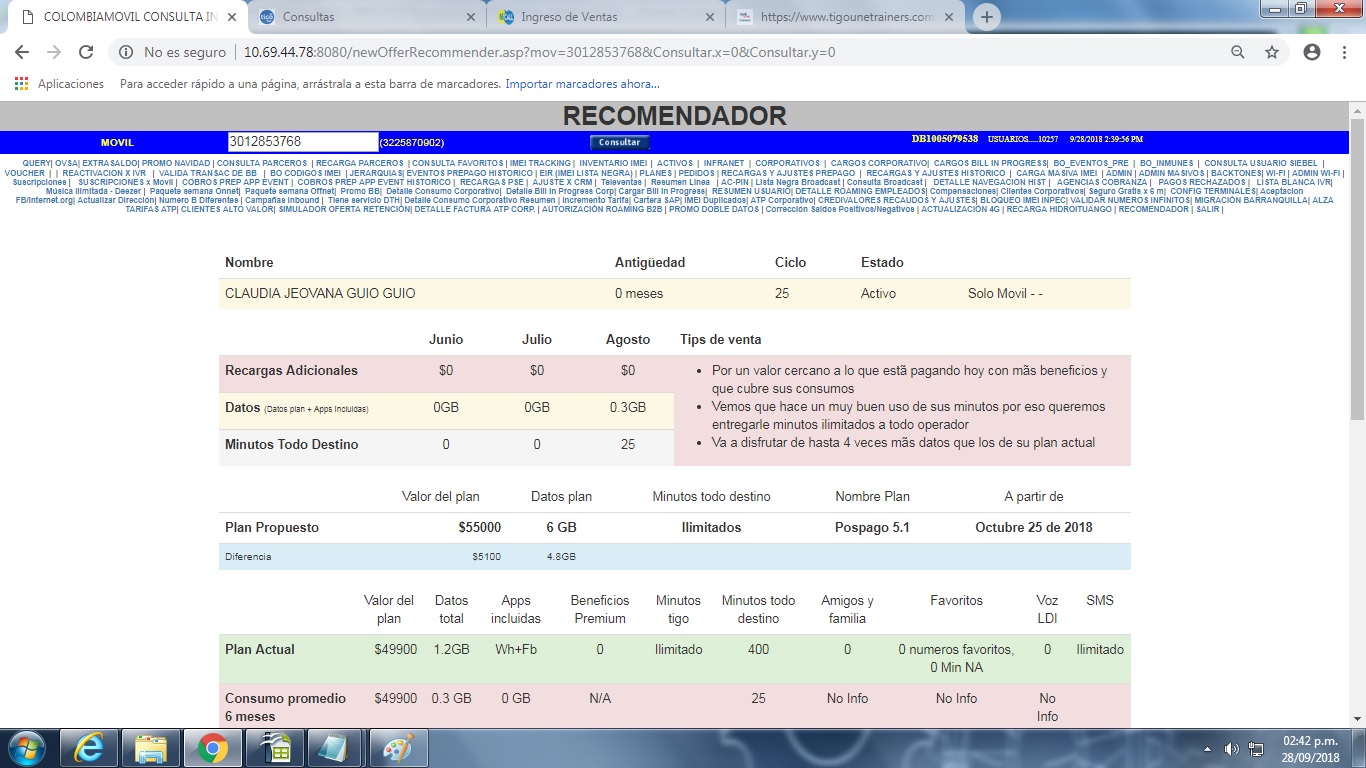 COLOMBIAMOVIL CONSULTA IN
Consultas
Ingreso de Ventas
https://www.tigounetrainers.com
No es seguro | 10.69.44.78:8080/newOfferRecommender.asp?mov=3012853768&Consultar.x=0&Consultar.y=0
Aplicaciones Para acceder rápido a una página, arrástrala a esta barra de marcadores. Importar marcadores ahora...
RECOMENDADOR
MOVIL 3012853768 (3225870902) Consultar DB1005079538 USUARIOS.....10257 9/28/2018 2:39:56 PM
QUERY| OVSA| EXTRASALDO| PROMO NAVIDAD | CONSULTA PARCEROS | RECARGA PARCEROS | CONSULTA FAVORITOS | IMEI TRACKING | INVENTARIO IMEI | ACTIVOS | INFRANET | CORPORATIVOS | CARGOS CORPORATIVO| CARGOS BILL IN PROGRESS| BO_EVENTOS_PRE | BO_INMUNES | CONSULTA USUARIO SIEBEL |
VOUCHER | | REACTIVACION X IVR | VALIDA TRANSAC DE BB | BO CODIGOS IMEI |JERARQUIAS| EVENTOS PREPAGO HISTORICO | EIR (IMEI LISTA NEGRA) | PLANES | PEDIDOS | RECARGAS Y AJUSTES PREPAGO | RECARGAS Y AJUSTES HISTORICO | CARGA MASIVA IMEI | ADMIN | ADMIN MASIVOS | BACKTONES| WI-FI | ADMIN WI-FI |
Suscripciones | SUSCRIPCIONES x Movil | COBROS PREP APP EVENT | COBROS PREP APP EVENT HISTORICO | RECARGAS PSE | AJUSTE X CRM | Televentas | Resumen Linea | AC-PIN | Lista Negra Broadcast | Consulta Broadcast | DETALLE NAVEGACION HIST | AGENCIAS COBRANZA | PAGOS RECHAZADOS | LISTA BLANCA IVR|
Musica Ilimitada - Deezer | Paquete semana Onnet| Paquete semana Offnet| Promo BB| Detalle Consumo Corporativo| Detalle Bill In Progress Corp| Cargar Bill In Progress| RESUMEN USUARIO| DETALLE ROAMING EMPLEADOS| Compensaciones| Clientes Corporativos| Seguro Gratis x 6 m| CONFIG TERMINALES| Aceptacion
FB/Internet.org| Actualizar Dirección| Numero B Diferentes | Campañas Inbound | Tiene servicio DTH| Detalle Consumo Corporativo Resumen | Incremento Tarifa| Cartera SAP| IMEI Duplicados| ATP Corporativo| CREDIVALORES RECAUDOS Y AJUSTES| BLOQUEO IMEI INPEC| VALIDAR NUMEROS INFINITOS| MIGRACIÓN BARRANQUILLA| ALZA
TARIFAS ATP| CLIENTES ALTO VALOR| SIMULADOR OFERTA RETENCIÓN| DETALLE FACTURA ATP CORP. | AUTORIZACIÓN ROAMING B2B | PROMO DOBLE DATOS | Corrección Saldos Positivos/Negativos | ACTUALIZACIÓN 4G | RECARGA HIDROITUANGO | RECOMENDADOR | SALIR |
Nombre Antigüedad Ciclo Estado
CLAUDIA JEOVANA GUIO GUIO 0 meses 25 Activo Solo Movil - -
Junio Julio Agosto Tips de venta
Recargas Adicionales $0 $0 $0
Datos (Datos plan + Apps Incluidas) 0GB 0GB 0.3GB
Minutos Todo Destino 0 0 25
• Por un valor cercano a lo que estã pagando hoy con mãs beneficios y
que cubre sus consumos
• Vemos que hace un muy buen uso de sus minutos por eso queremos
entregarle minutos ilimitados a todo operador
• Va a disfrutar de hasta 4 veces mãs datos que los de su plan actual
Valor del plan Datos plan Minutos todo destino Nombre Plan A partir de
Plan Propuesto $55000 6 GB Ilimitados Pospago 5.1 Octubre 25 de 2018
Diferencia $5100 4.8GB
Valor del Datos Apps Beneficios Minutos Minutos todo Amigos y Favoritos Voz SMS
plan total incluidas Premium tigo destino familia LDI
Plan Actual $49900 1.2GB Wh+Fb 0 Ilimitado 400 0 0 numeros favoritos, 0 Ilimitado
0 Min NA
Consumo promedio $49900 0.3 GB 0 GB N/A 25 No Info No Info No
6 meses Info
02:42 p.m.
28/09/2018